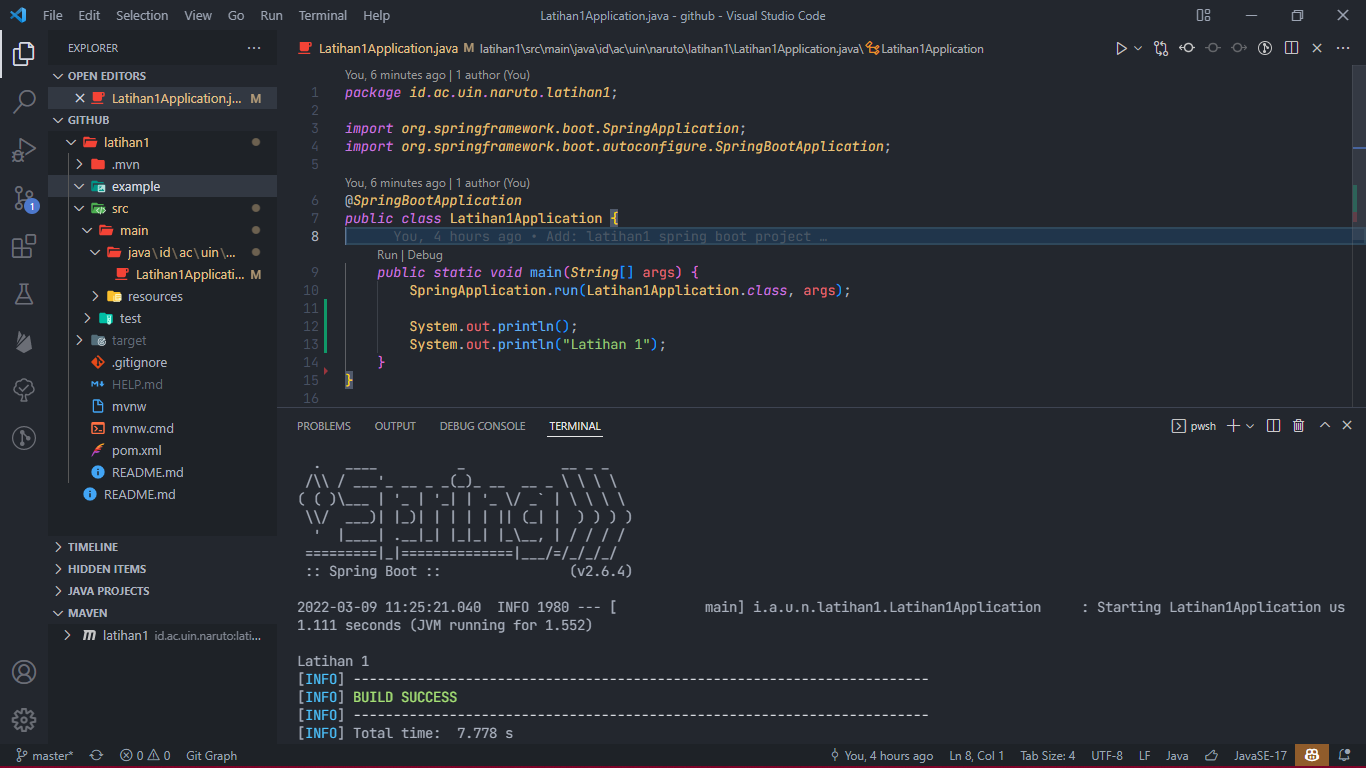 File Edit Selection View Go Run Terminal Help Latihan1Application.java - github - Visual Studio Code
EXPLORER
OPEN EDITORS
Latihan1Application.j... M
GITHUB
latihan1
.mvn
example
src
main
java\id\ac\uin\...
Latihan1Applicati... M
resources
test
target
.gitignore
HELP.md
mvnw
mvnw.cmd
pom.xml
README.md
README.md
TIMELINE
HIDDEN ITEMS
JAVA PROJECTS
MAVEN
latihan1 id.ac.uin.naruto:lati...
1
Latihan1Application.java M latihan1\src\main\java\id\ac\uin\naruto\latihan1\Latihan1Application.java\Latihan1Application
You, 6 minutes ago | 1 author (You)
1 package id.ac.uin.naruto.latihan1;
2
3 import org.springframework.boot.SpringApplication;
4 import org.springframework.boot.autoconfigure.SpringBootApplication;
5
You, 6 minutes ago | 1 author (You)
6 @SpringBootApplication
7 public class Latihan1Application {
8 You, 4 hours ago • Add: latihan1 spring boot project …
Run | Debug
9 public static void main(String[] args) {
10 SpringApplication.run(Latihan1Application.class, args);
11
12 System.out.println();
13 System.out.println("Latihan 1");
14 }
15 }
16
PROBLEMS OUTPUT DEBUG CONSOLE TERMINAL pwsh
  .   ____          _            __ _ _
 /\\ / ___'_ __ _ _(_)_ __  __ _ \ \ \ \
( ( )\___ | '_ | '_| | '_ \/ _` | \ \ \ \
 \\/  ___)| |_)| | | | | || (_| |  ) ) ) )
  '  |____| .__|_| |_|_| |_\__, | / / / /
 =========|_|==============|___/=/_/_/_/
 :: Spring Boot ::                (v2.6.4)
2022-03-09 11:25:21.040  INFO 1980 --- [           main] i.a.u.n.latihan1.Latihan1Application     : Starting Latihan1Application us
1.111 seconds (JVM running for 1.552)
Latihan 1
[INFO] ------------------------------------------------------------------------
[INFO] BUILD SUCCESS
[INFO] ------------------------------------------------------------------------
[INFO] Total time:  7.778 s
master* 0 0 Git Graph You, 4 hours ago Ln 8, Col 1 Tab Size: 4 UTF-8 LF Java JavaSE-17